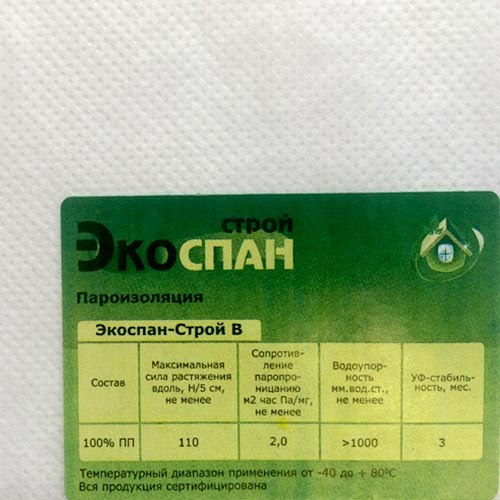 строй
Экоспан
Пароизоляция
Экоспан-Строй В
Состав
Максимальная
сила растяжения
вдоль, Н/5 см,
не менее
Сопротив-
ление
паропро-
ницанию
м2 час Па/мг,
не менее
Водоупор-
ность
мм.вод.ст.,
не менее
УФ-стабиль-
ность, мес.
100% ПП
110
2,0
>1000
3
Температурный диапазон применения от -40 до + 80⁰С
Вся продукция сертифицирована